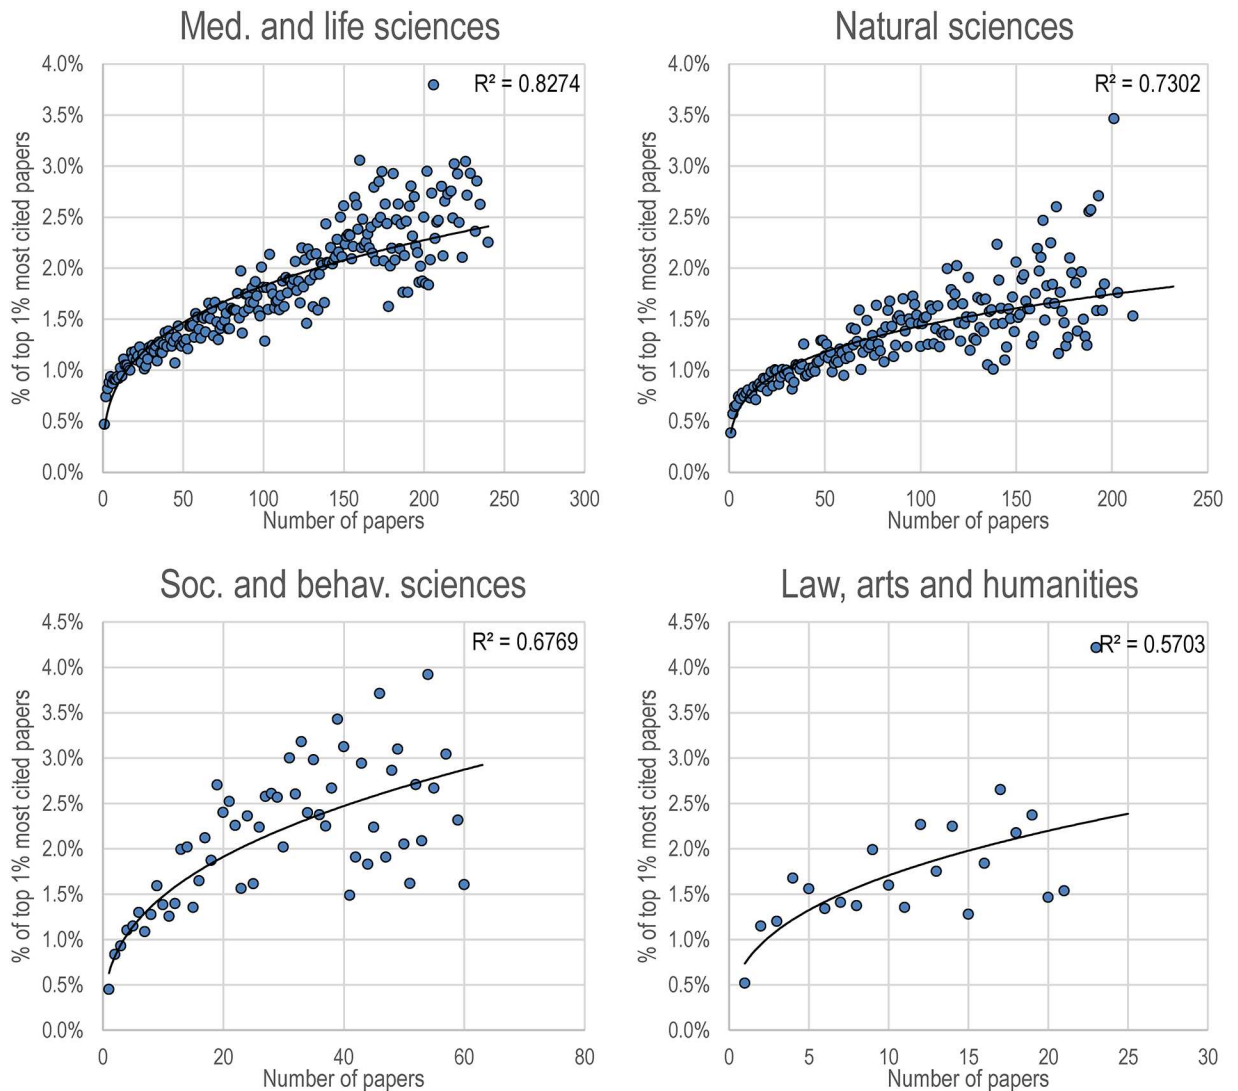 Med. and life sciences
R² = 0.8274
% of top 1% most cited papers
4.0%
3.5%
3.0%
2.5%
2.0%
1.5%
1.0%
0.5%
0.0%
0 50 100 150 200 250 300
Number of papers
Natural sciences
R² = 0.7302
% of top 1% most cited papers
4.0%
3.5%
3.0%
2.5%
2.0%
1.5%
1.0%
0.5%
0.0%
0 50 100 150 200 250
Number of papers
Soc. and behav. sciences
R² = 0.6769
% of top 1% most cited papers
4.5%
4.0%
3.5%
3.0%
2.5%
2.0%
1.5%
1.0%
0.5%
0.0%
0 20 40 60 80
Number of papers
Law, arts and humanities
R² = 0.5703
% of top 1% most cited papers
4.5%
4.0%
3.5%
3.0%
2.5%
2.0%
1.5%
1.0%
0.5%
0.0%
0 5 10 15 20 25 30
Number of papers